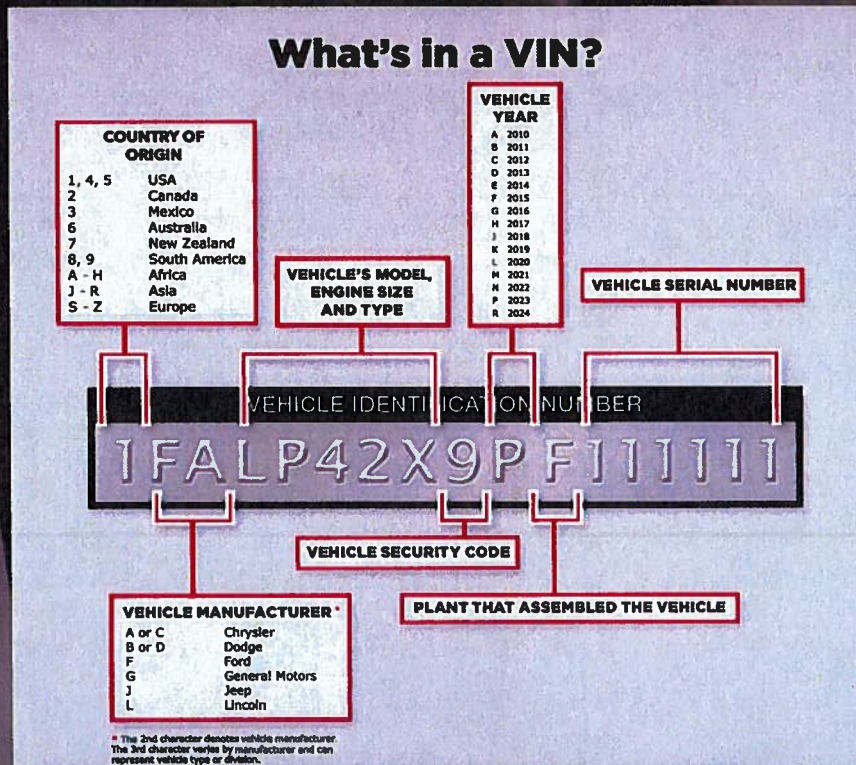 What's in a VIN?
COUNTRY OF
ORIGIN
1, 4, 5 USA
2 Canada
3 Mexico
6 Australia
7 New Zealand
8, 9 South America
A - H Africa
J - R Asia
S - Z Europe
VEHICLE'S MODEL,
ENGINE SIZE
AND TYPE
VEHICLE
YEAR
A 2010
B 2011
C 2012
D 2013
E 2014
F 2015
G 2016
H 2017
J 2018
K 2019
L 2020
M 2021
N 2022
P 2023
R 2024
VEHICLE SERIAL NUMBER
VEHICLE IDENTIFICATION NUMBER
1FALP42X9PF111111
VEHICLE SECURITY CODE
PLANT THAT ASSEMBLED THE VEHICLE
VEHICLE MANUFACTURER *
A or C Chrysler
B or D Dodge
F Ford
G General Motors
J Jeep
L Lincoln
* The 2nd character denotes vehicle manufacturer.
The 3rd character varies by manufacturer and can
represent vehicle type or division.